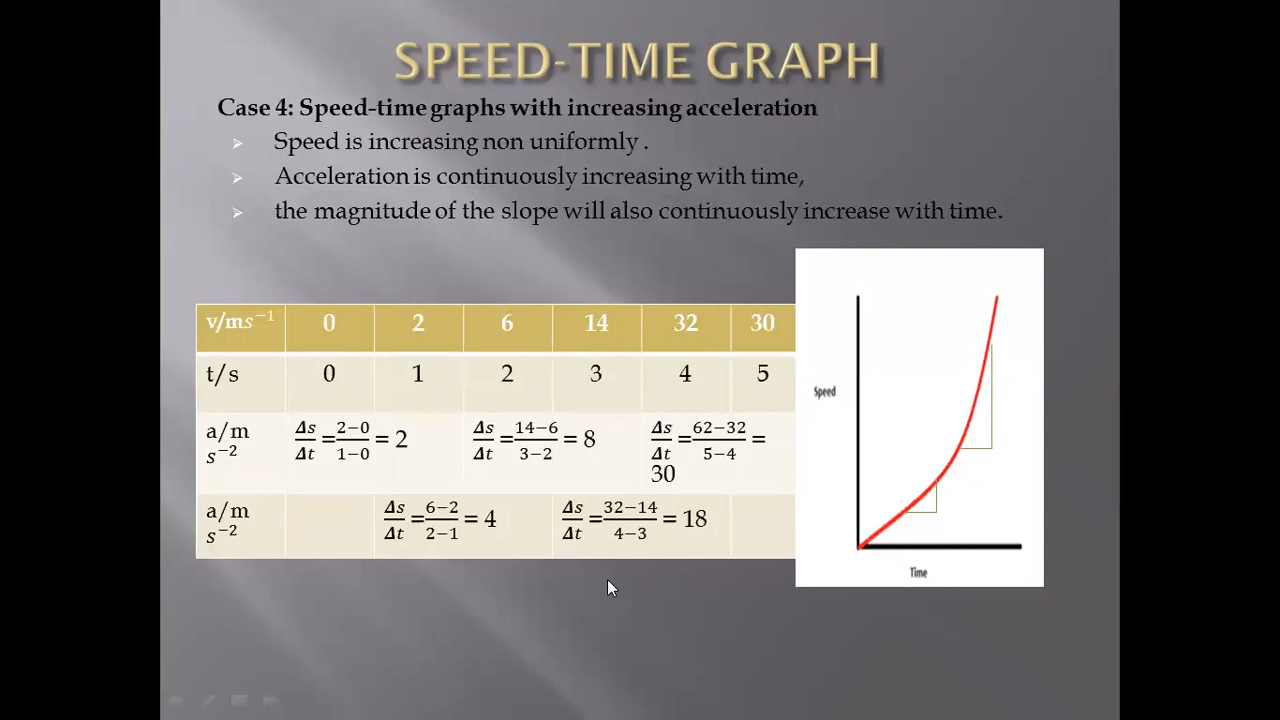 SPEED-TIME GRAPH
Case 4: Speed-time graphs with increasing acceleration
Speed is increasing non uniformly .
Acceleration is continuously increasing with time,
the magnitude of the slope will also continuously increase with time.
v/ms⁻¹ 0 2 6 14 32 30
t/s 0 1 2 3 4 5
a/m s⁻² Δs/Δt = (2−0)/(1−0) = 2 Δs/Δt = (14−6)/(3−2) = 8 Δs/Δt = (62−32)/(5−4) = 30
a/m s⁻² Δs/Δt = (6−2)/(2−1) = 4 Δs/Δt = (32−14)/(4−3) = 18
Speed
Time